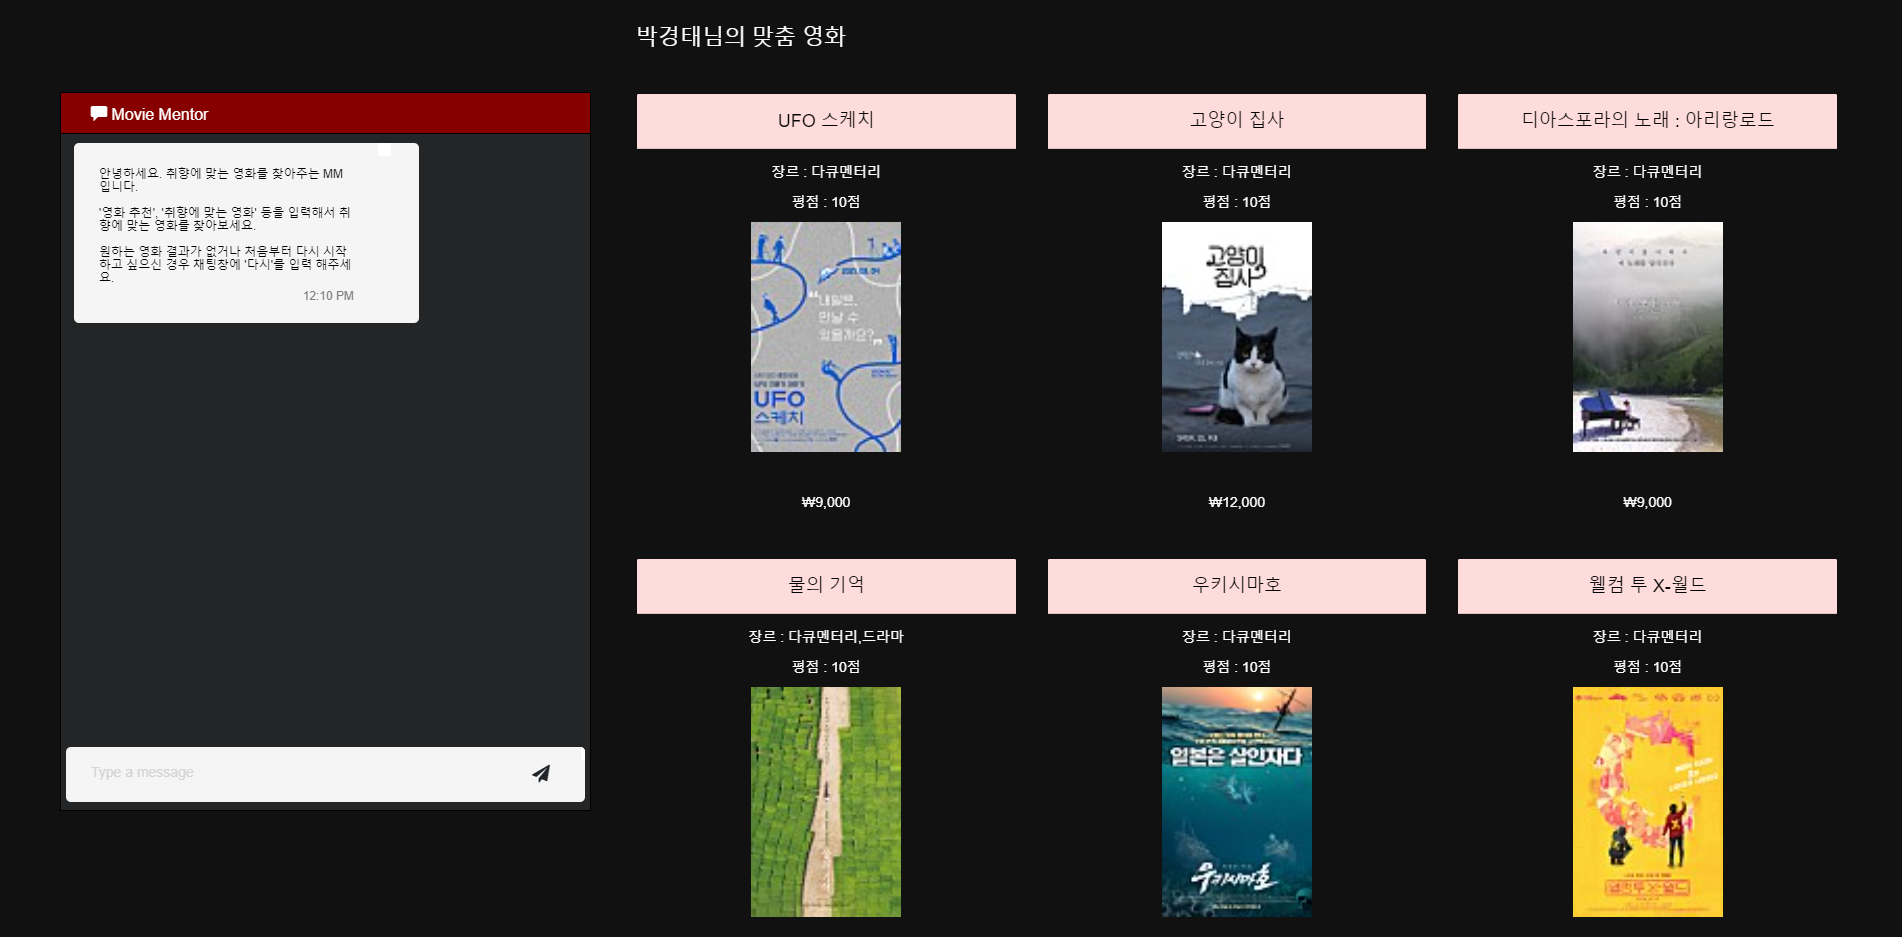 박경태님의 맞춤 영화
Movie Mentor
안녕하세요. 취향에 맞는 영화를 찾아주는 MM
입니다.
'영화 추천', '취향에 맞는 영화' 등을 입력해서 취
향에 맞는 영화를 찾아보세요.
원하는 영화 결과가 없거나 처음부터 다시 시작
하고 싶으신 경우 채팅창에 '다시'를 입력 해주세
요.
12:10 PM
Type a message
UFO 스케치
장르 : 다큐멘터리
평점 : 10점
"내일은,
만날 수
있을까요?"
UFO
스케치
₩9,000
고양이 집사
장르 : 다큐멘터리
평점 : 10점
고양이
집사
₩12,000
디아스포라의 노래 : 아리랑로드
장르 : 다큐멘터리
평점 : 10점
₩9,000
물의 기억
장르 : 다큐멘터리,드라마
평점 : 10점
우키시마호
장르 : 다큐멘터리
평점 : 10점
일본은 살인자다
우키시마호
웰컴 투 X-월드
장르 : 다큐멘터리
평점 : 10점
웰컴 투 X-월드